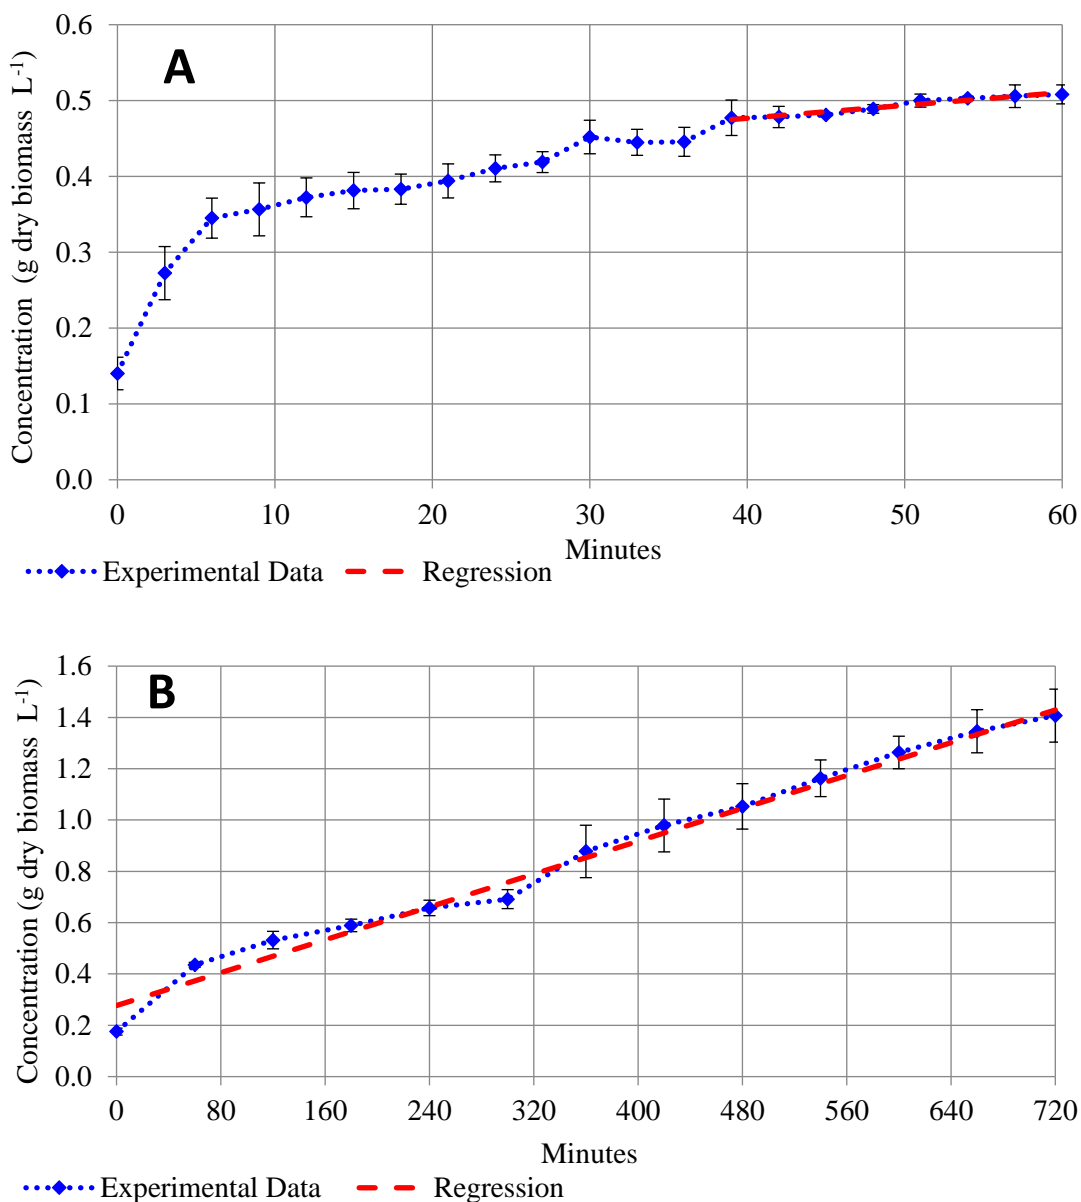 A
Concentration (g dry biomass L-1)
0.6
0.5
0.4
0.3
0.2
0.1
0.0
0 10 20 30 40 50 60
Minutes
Experimental Data Regression
B
Concentration (g dry biomass L-1)
1.6
1.4
1.2
1.0
0.8
0.6
0.4
0.2
0.0
0 80 160 240 320 400 480 560 640 720
Minutes
Experimental Data Regression